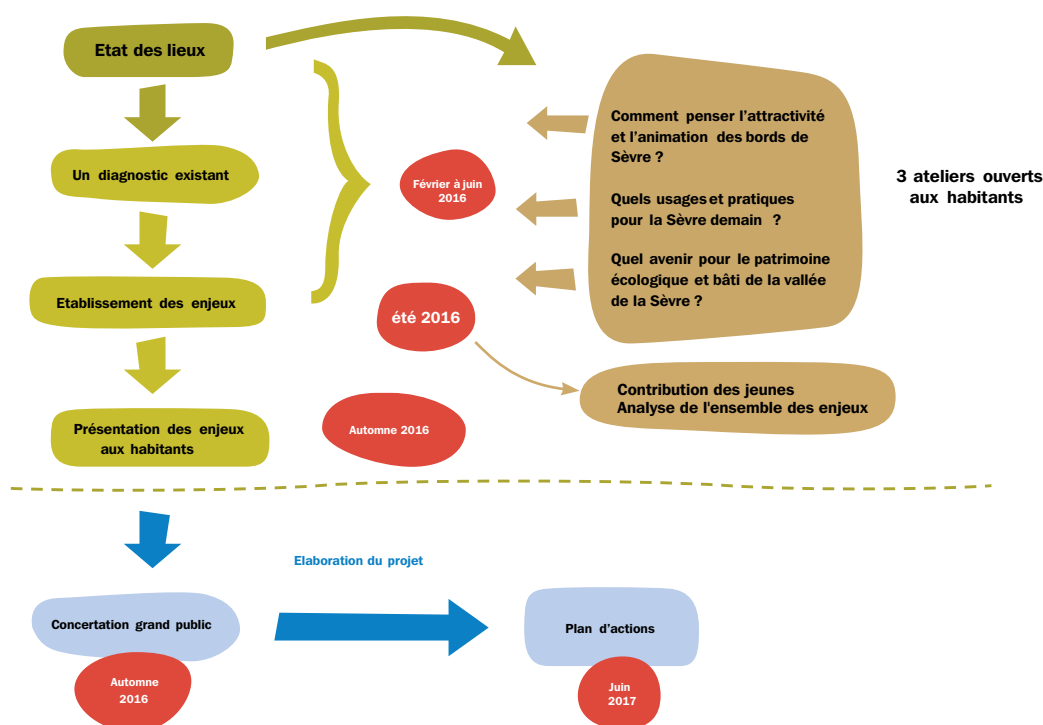 Etat des lieux
Un diagnostic existant
Etablissement des enjeux
Présentation des enjeux
aux habitants
Février à juin
2016
été 2016
Automne 2016
Comment penser l'attractivité
et l'animation des bords de
Sèvre ?
Quels usages et pratiques
pour la Sèvre demain ?
Quel avenir pour le patrimoine
écologique et bâti de la vallée
de la Sèvre ?
3 ateliers ouverts
aux habitants
Contribution des jeunes
Analyse de l'ensemble des enjeux
Elaboration du projet
Concertation grand public
Automne
2016
Plan d'actions
Juin
2017